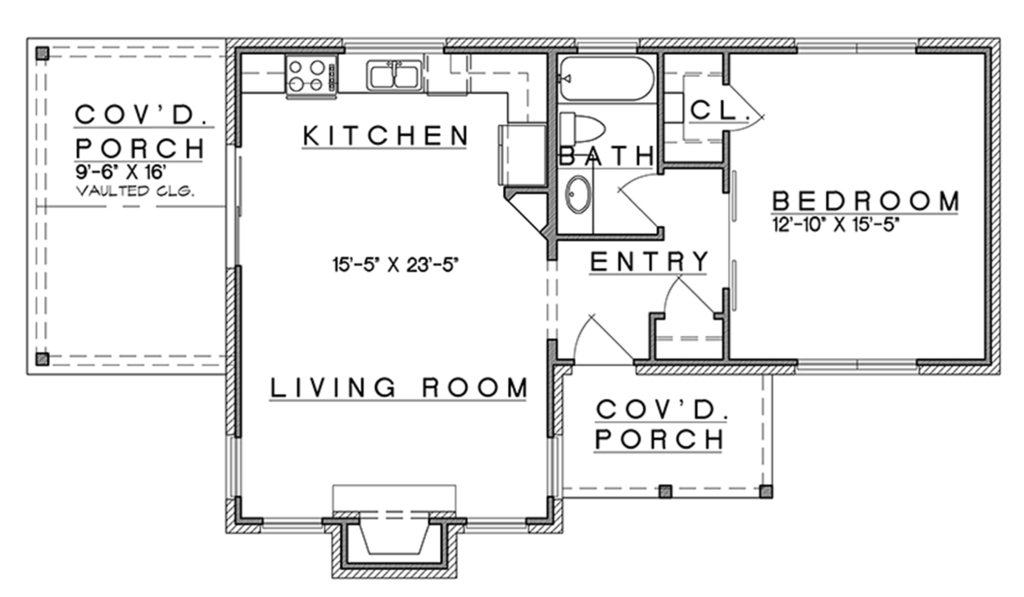 COV'D.
PORCH
9'-6" X 16'
VAULTED CLG.
KITCHEN
15'-5" X 23'-5"
LIVING ROOM
BATH
CL.
ENTRY
BEDROOM
12'-10" X 15'-5"
COV'D.
PORCH